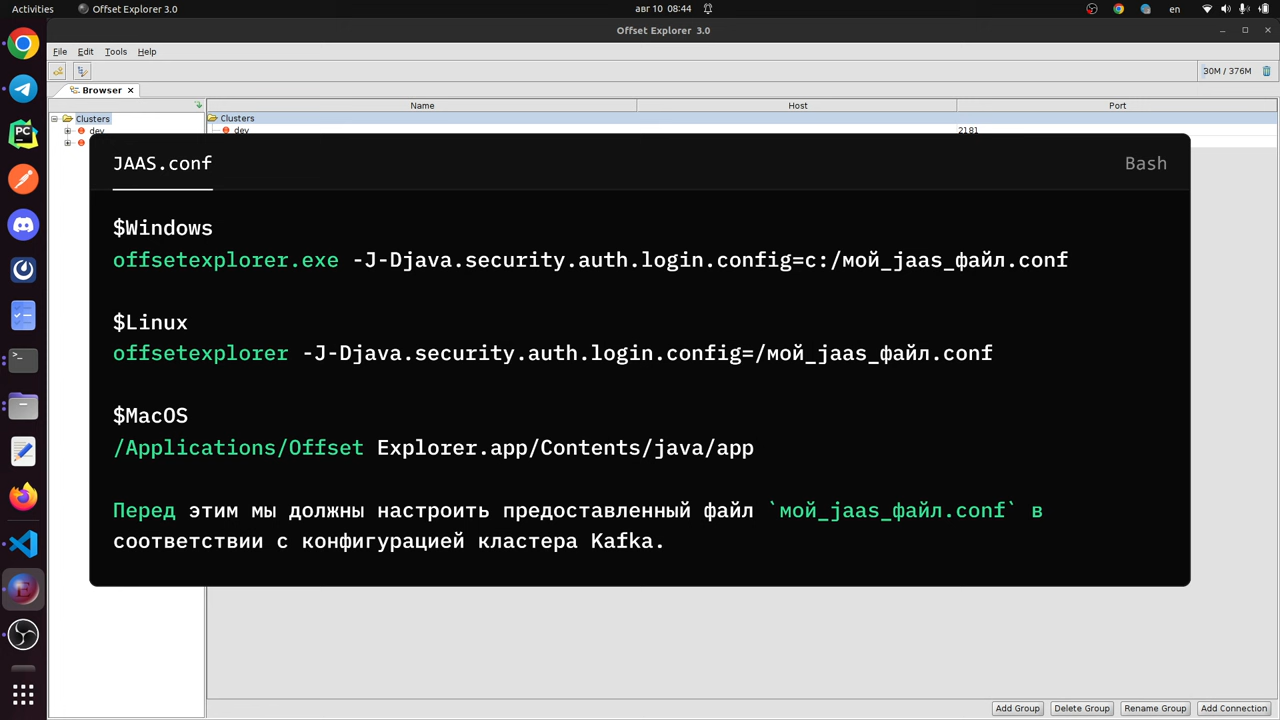 Activities
Offset Explorer 3.0
авг 10 08:44
en
Offset Explorer 3.0
File Edit Tools Help
30M / 376M
Browser
Name Host Port
Clusters
Clusters
dev
dev 2181
JAAS.conf
Bash
$Windows
offsetexplorer.exe -J-Djava.security.auth.login.config=c:/мой_jaas_файл.conf
$Linux
offsetexplorer -J-Djava.security.auth.login.config=/мой_jaas_файл.conf
$MacOS
/Applications/Offset Explorer.app/Contents/java/app
Перед этим мы должны настроить предоставленный файл `мой_jaas_файл.conf` в
соответствии с конфигурацией кластера Kafka.
Add Group Delete Group Rename Group Add Connection